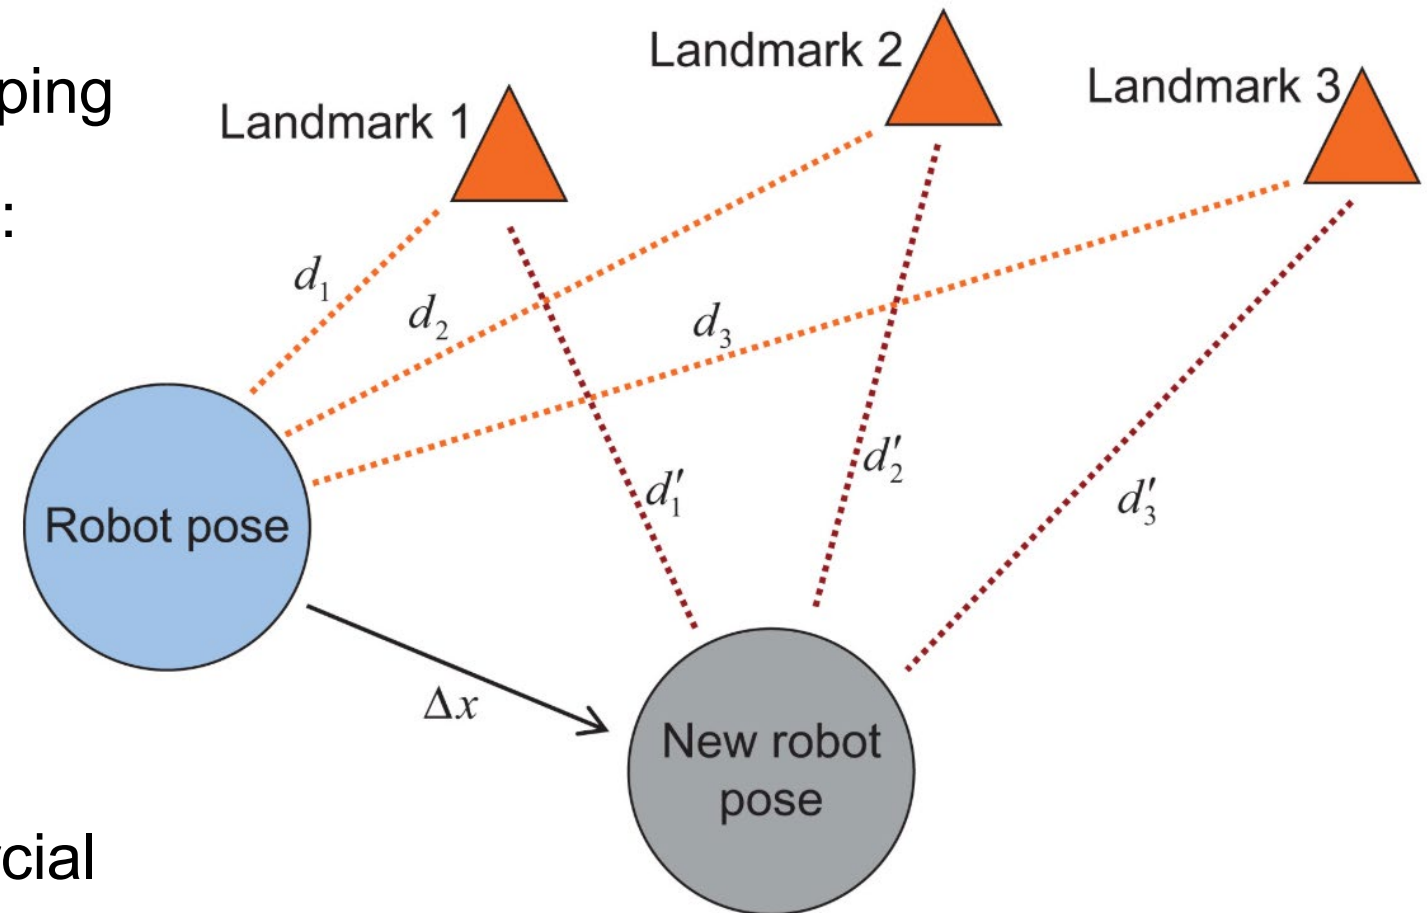 Landmark 2
pping
Landmark 1
Landmark 3
:
d₁
d₂
d₃
d′₂
d′₁
d′₃
Robot pose
Δx
New robot
pose
cial